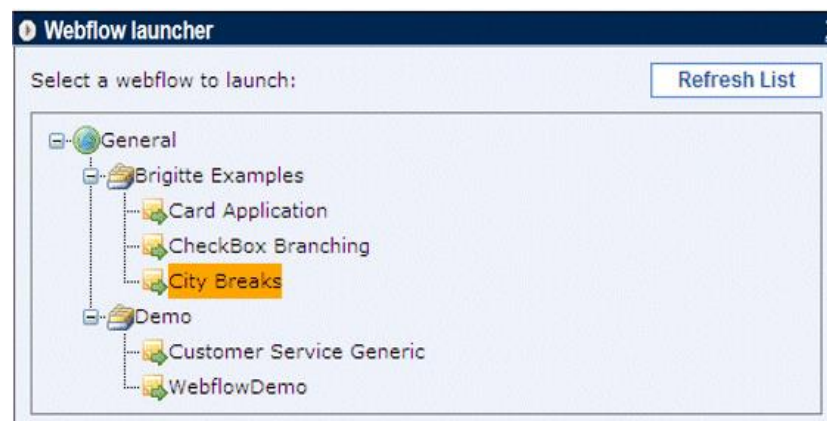 Webflow launcher
Select a webflow to launch:
Refresh List
General
Brigitte Examples
Card Application
CheckBox Branching
City Breaks
Demo
Customer Service Generic
WebflowDemo